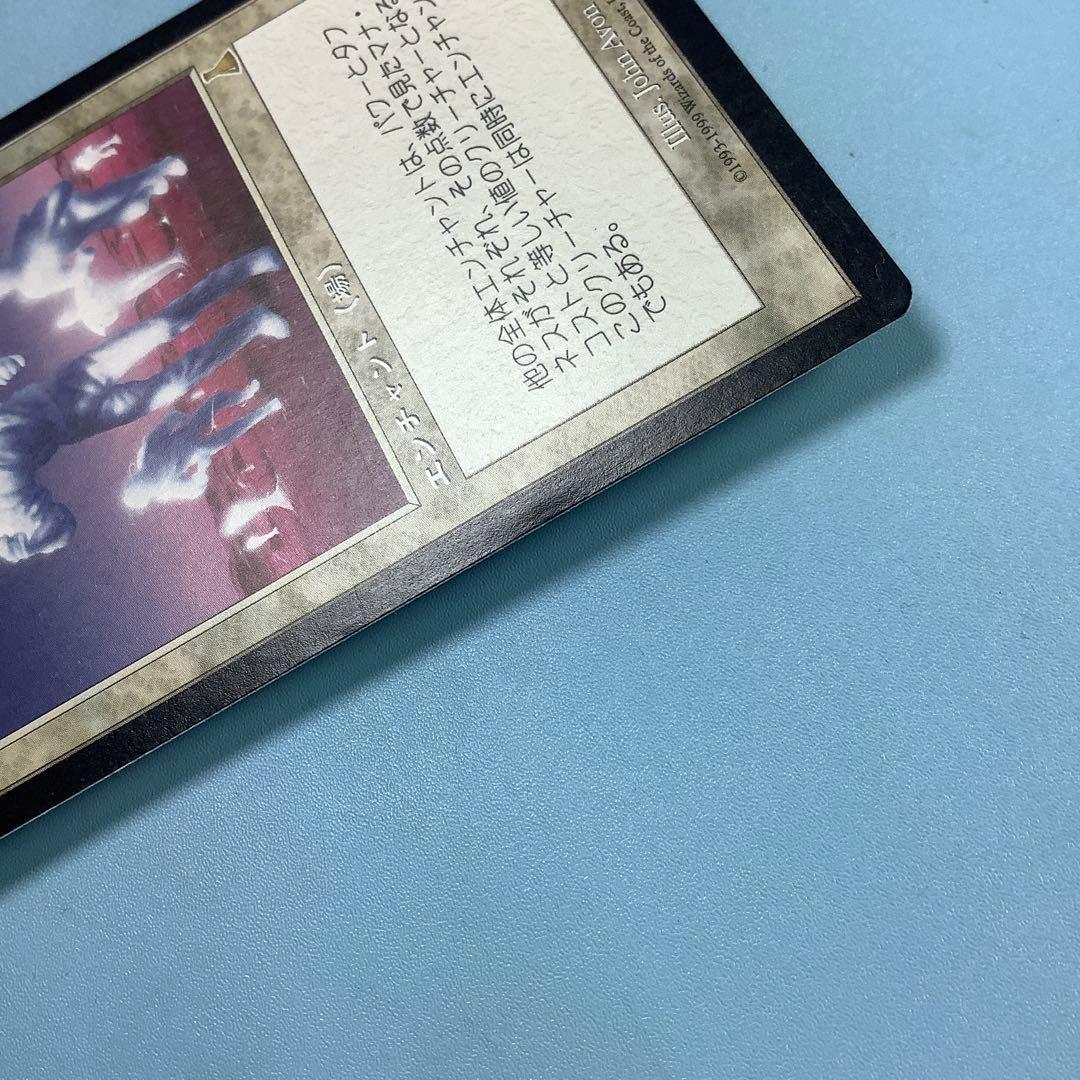 エンチャント（場）
他の全体エンチャントは、パワーとタフ
ネスがそれぞれ、その点数で見たマナ・
コストと等しい値のクリーチャーとなる
このクリーチャーは同時にエンチャン
でもある。
Illus. John Avon
©1993-1999 Wizards of the Coast,